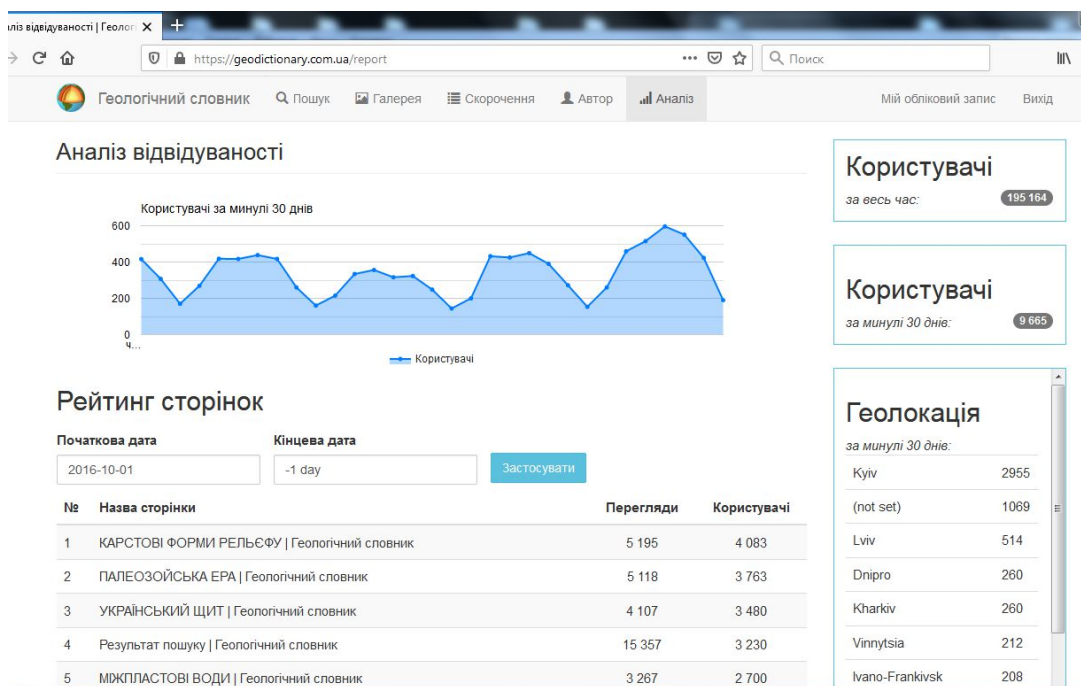 ліз відвідуваності | Геологі
https://geodictionary.com.ua/report
Поиск
Геологічний словник Пошук Галерея Скорочення Автор Аналіз Мій обліковий запис Вихід
Аналіз відвідуваності
Користувачі за минулі 30 днів
600
400
200
0
ч...
Користувачі
Рейтинг сторінок
Початкова дата Кінцева дата
2016-10-01 -1 day Застосувати
№ Назва сторінки Перегляди Користувачі
1 КАРСТОВІ ФОРМИ РЕЛЬЄФУ | Геологічний словник 5 195 4 083
2 ПАЛЕОЗОЙСЬКА ЕРА | Геологічний словник 5 118 3 763
3 УКРАЇНСЬКИЙ ЩИТ | Геологічний словник 4 107 3 480
4 Результат пошуку | Геологічний словник 15 357 3 230
5 МІЖПЛАСТОВІ ВОДИ | Геологічний словник 3 267 2 700
Користувачі
за весь час: 195 164
Користувачі
за минулі 30 днів: 9 665
Геолокація
за минулі 30 днів:
Kyiv 2955
(not set) 1069
Lviv 514
Dnipro 260
Kharkiv 260
Vinnytsia 212
Ivano-Frankivsk 208